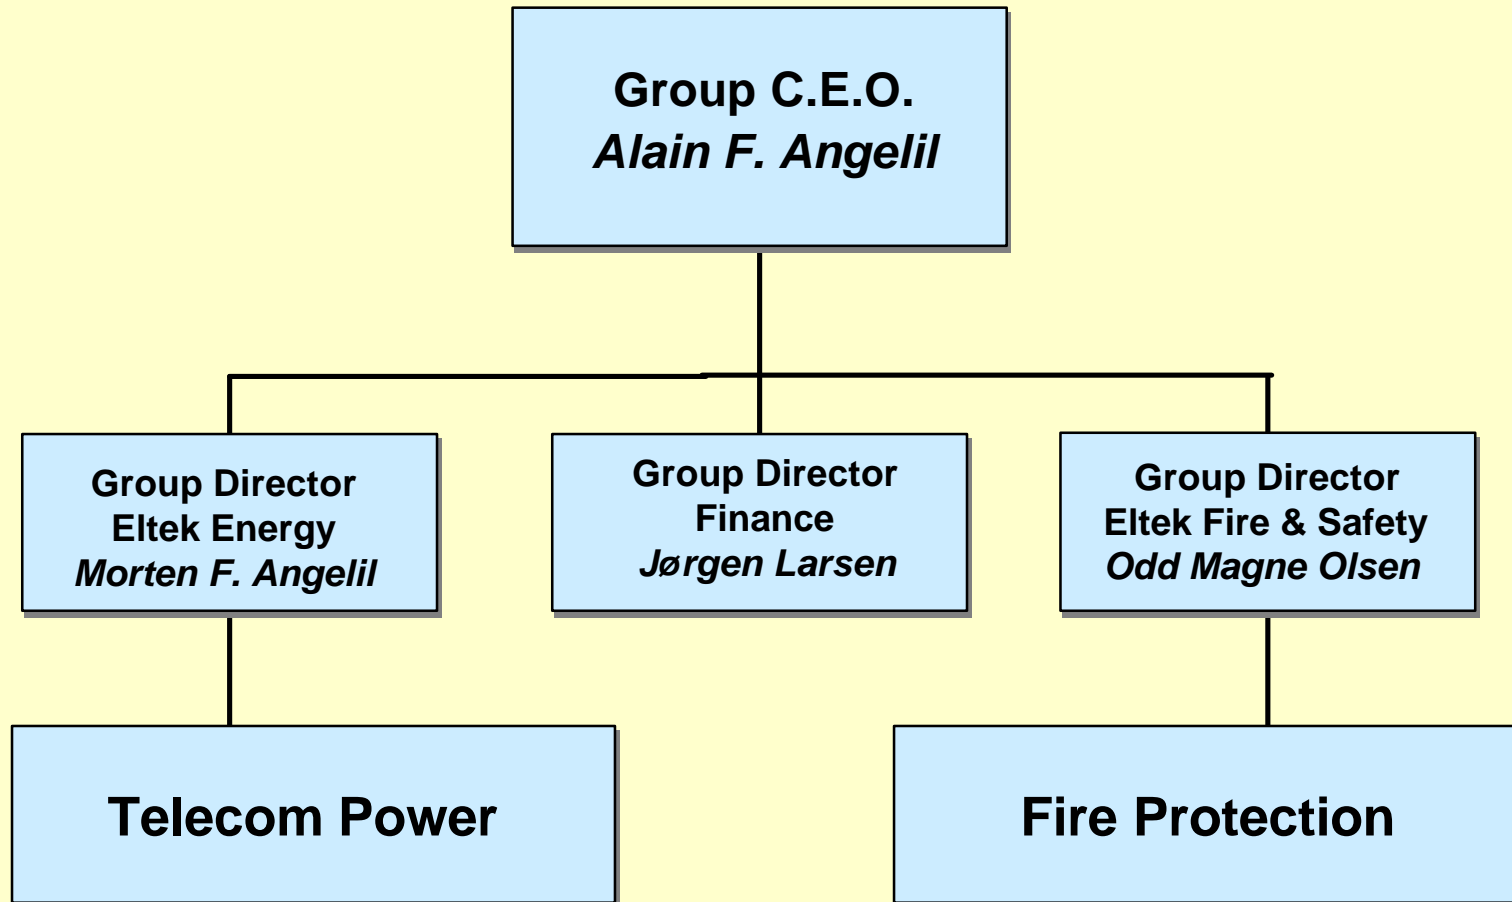 Group C.E.O.
Alain F. Angelil
Group Director
Eltek Energy
Morten F. Angelil
Group Director
Finance
Jørgen Larsen
Group Director
Eltek Fire & Safety
Odd Magne Olsen
Telecom Power
Fire Protection